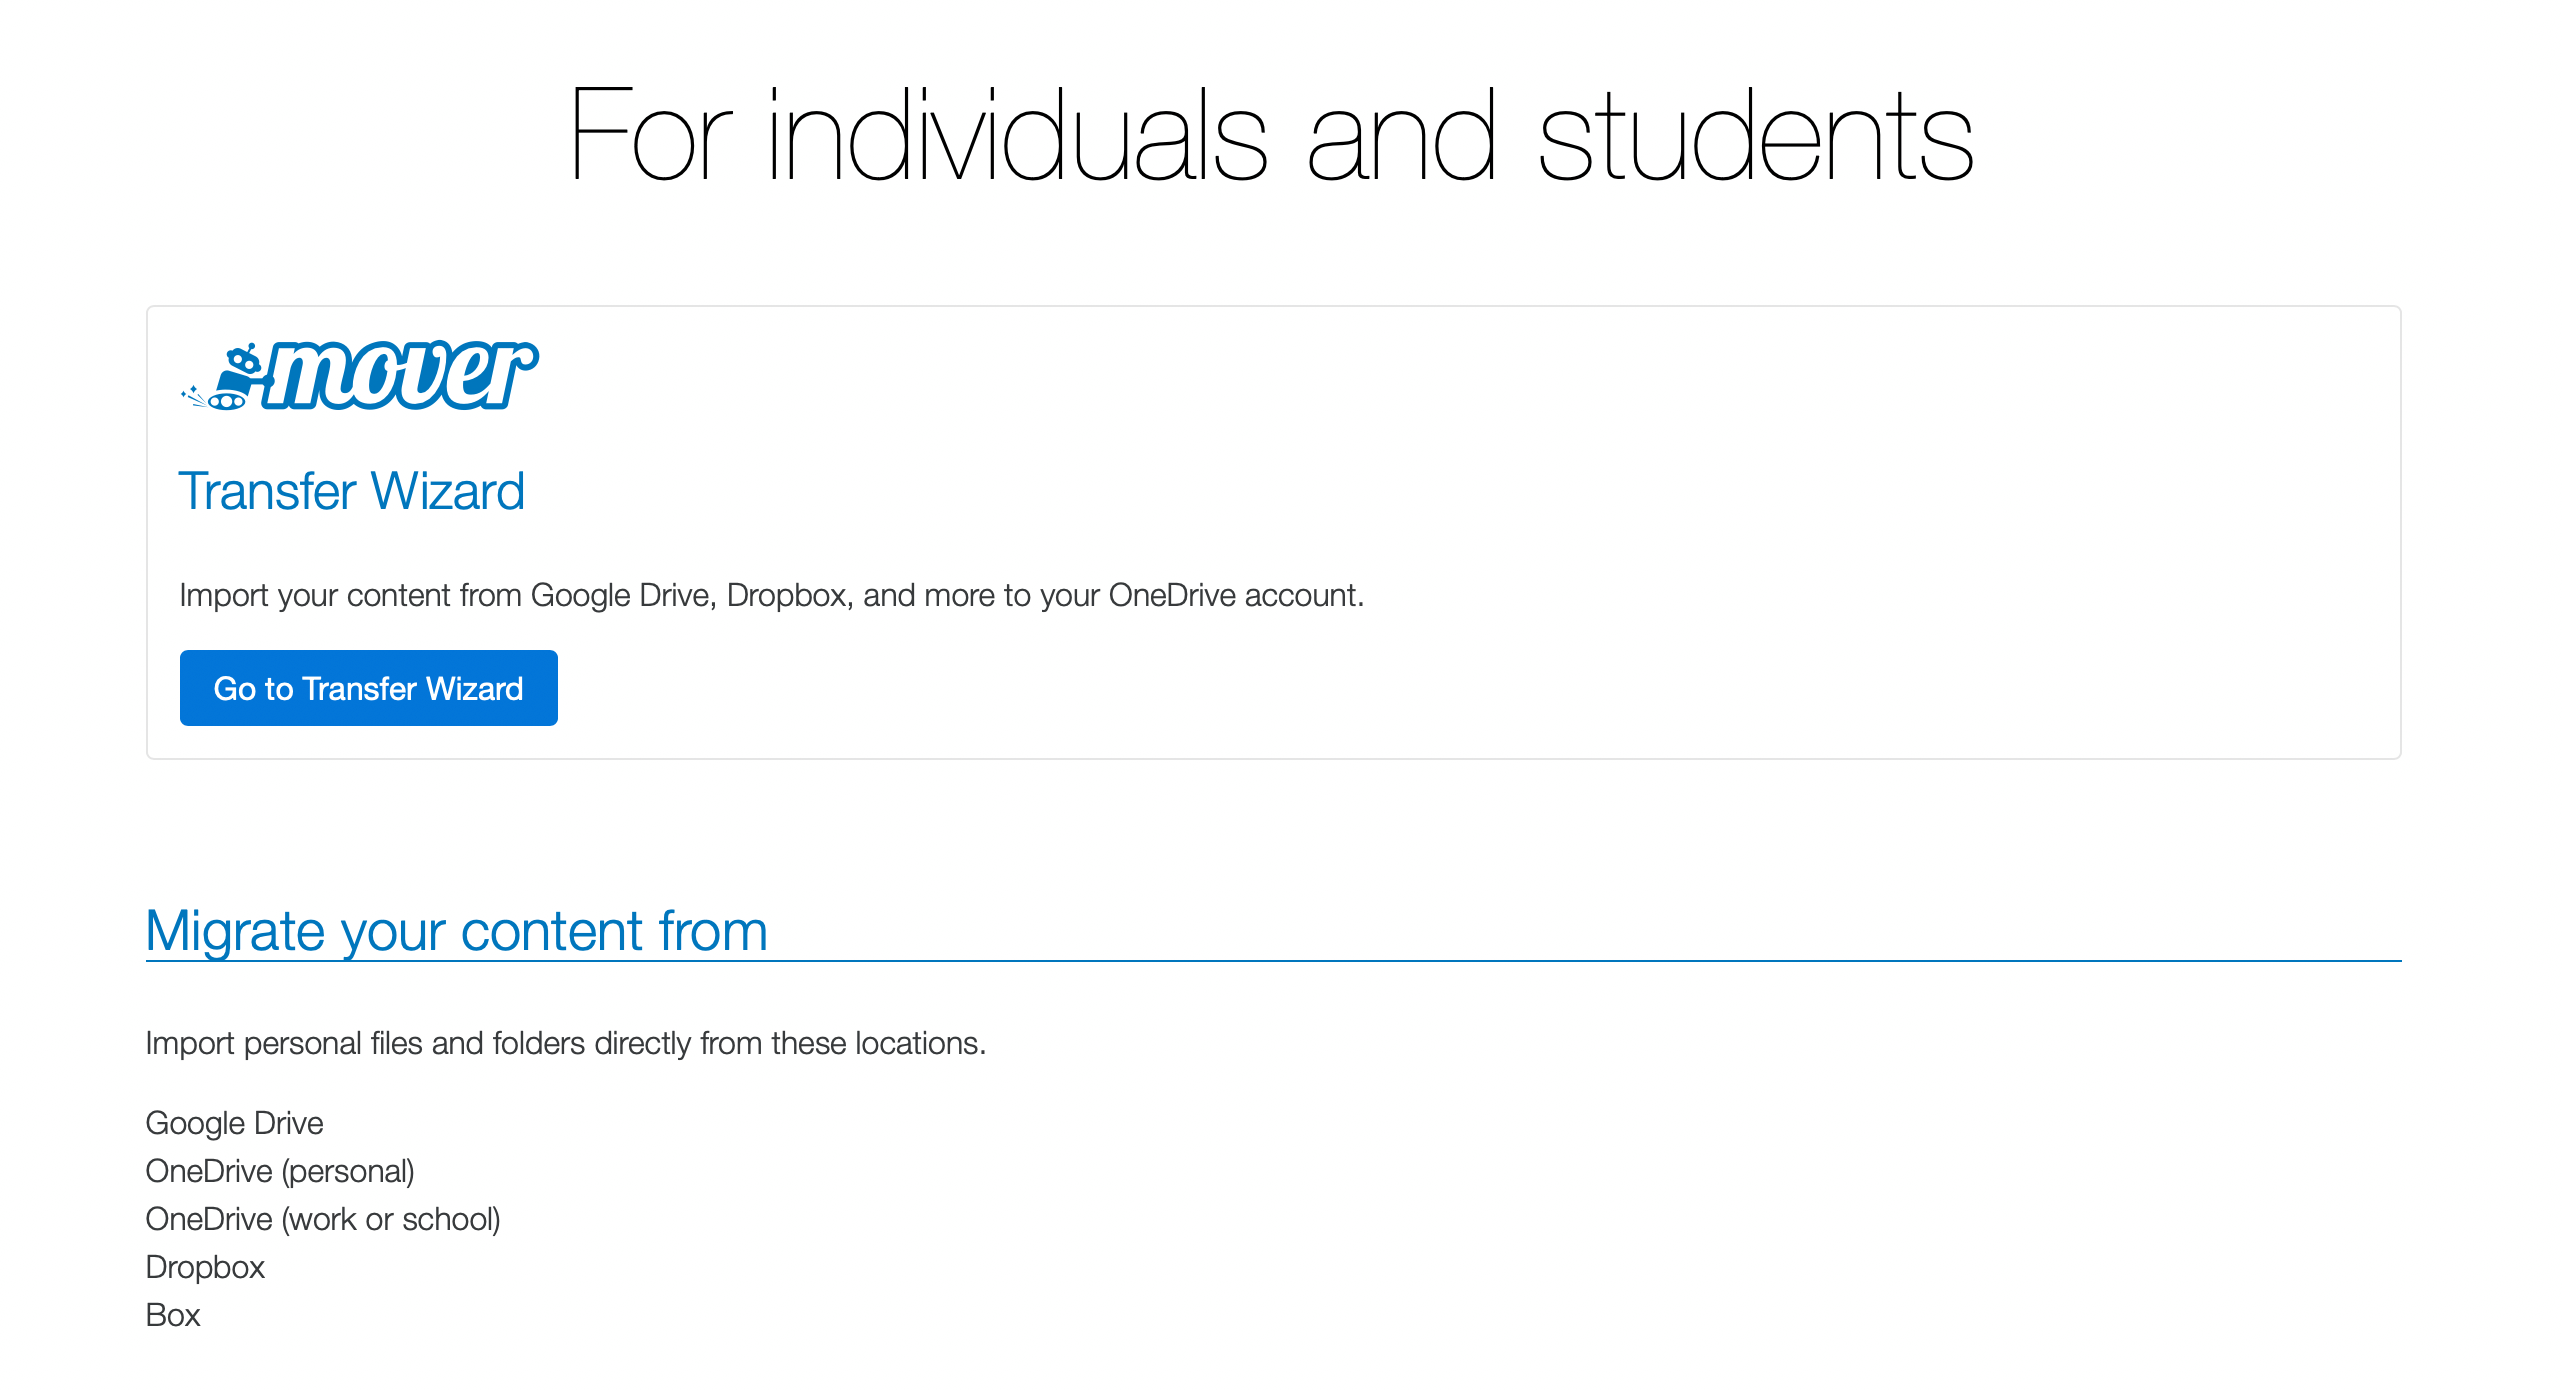 For individuals and students
mover
Transfer Wizard
Import your content from Google Drive, Dropbox, and more to your OneDrive account.
Go to Transfer Wizard
Migrate your content from
Import personal files and folders directly from these locations.
Google Drive
OneDrive (personal)
OneDrive (work or school)
Dropbox
Box